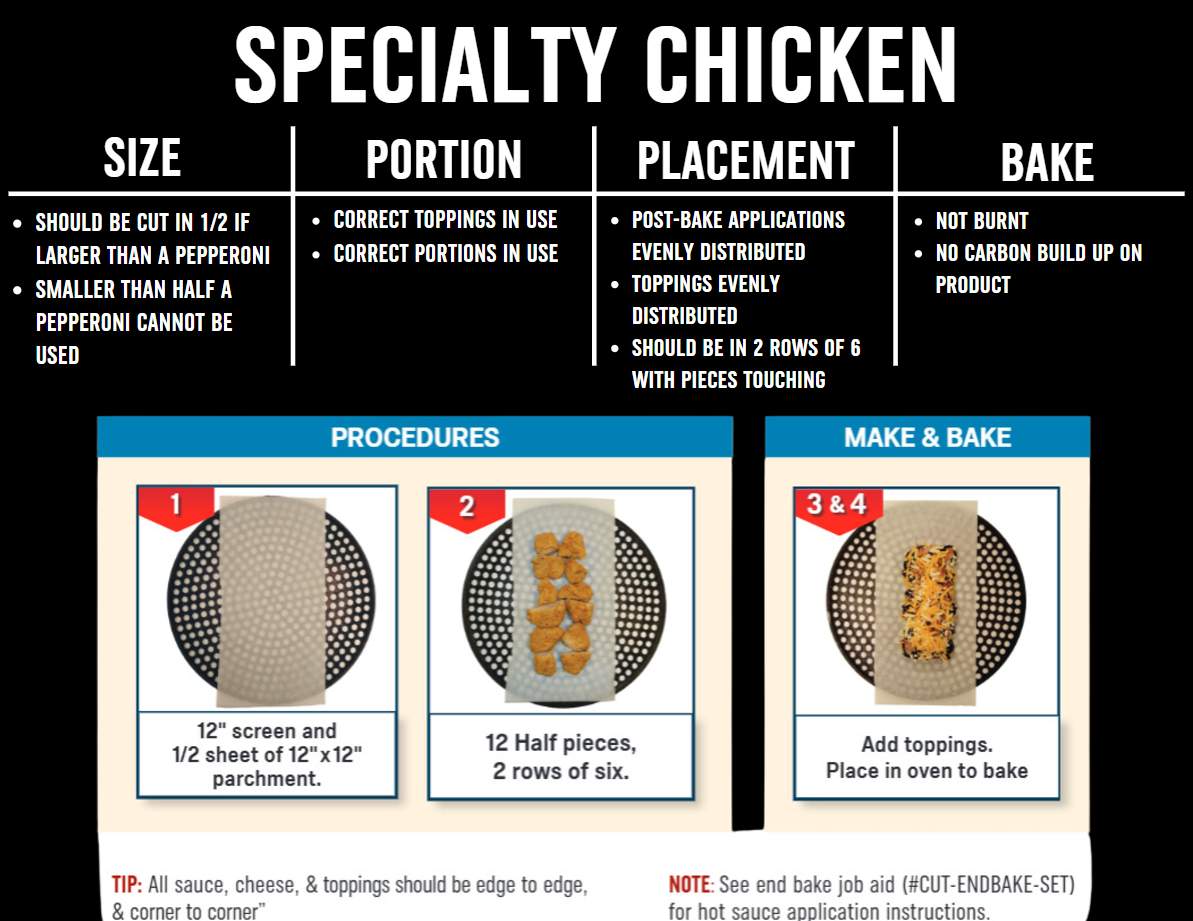 SPECIALTY CHICKEN
SIZE
• SHOULD BE CUT IN 1/2 IF
LARGER THAN A PEPPERONI
• SMALLER THAN HALF A
PEPPERONI CANNOT BE
USED
PORTION
• CORRECT TOPPINGS IN USE
• CORRECT PORTIONS IN USE
PLACEMENT
• POST-BAKE APPLICATIONS
EVENLY DISTRIBUTED
• TOPPINGS EVENLY
DISTRIBUTED
• SHOULD BE IN 2 ROWS OF 6
WITH PIECES TOUCHING
BAKE
• NOT BURNT
• NO CARBON BUILD UP ON
PRODUCT
PROCEDURES
1
12" screen and
1/2 sheet of 12"x12"
parchment.
2
12 Half pieces,
2 rows of six.
MAKE & BAKE
3 & 4
Add toppings.
Place in oven to bake
TIP: All sauce, cheese, & toppings should be edge to edge,
& corner to corner”
NOTE: See end bake job aid (#CUT-ENDBAKE-SET)
for hot sauce application instructions.